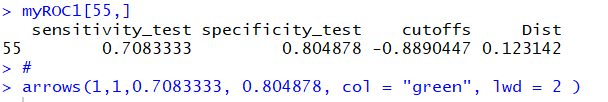 > myROC1[55,]
   sensitivity_test specificity_test    cutoffs     Dist
55        0.7083333         0.804878 -0.8890447 0.123142
> #
> arrows(1,1,0.7083333, 0.804878, col = "green", lwd = 2 )